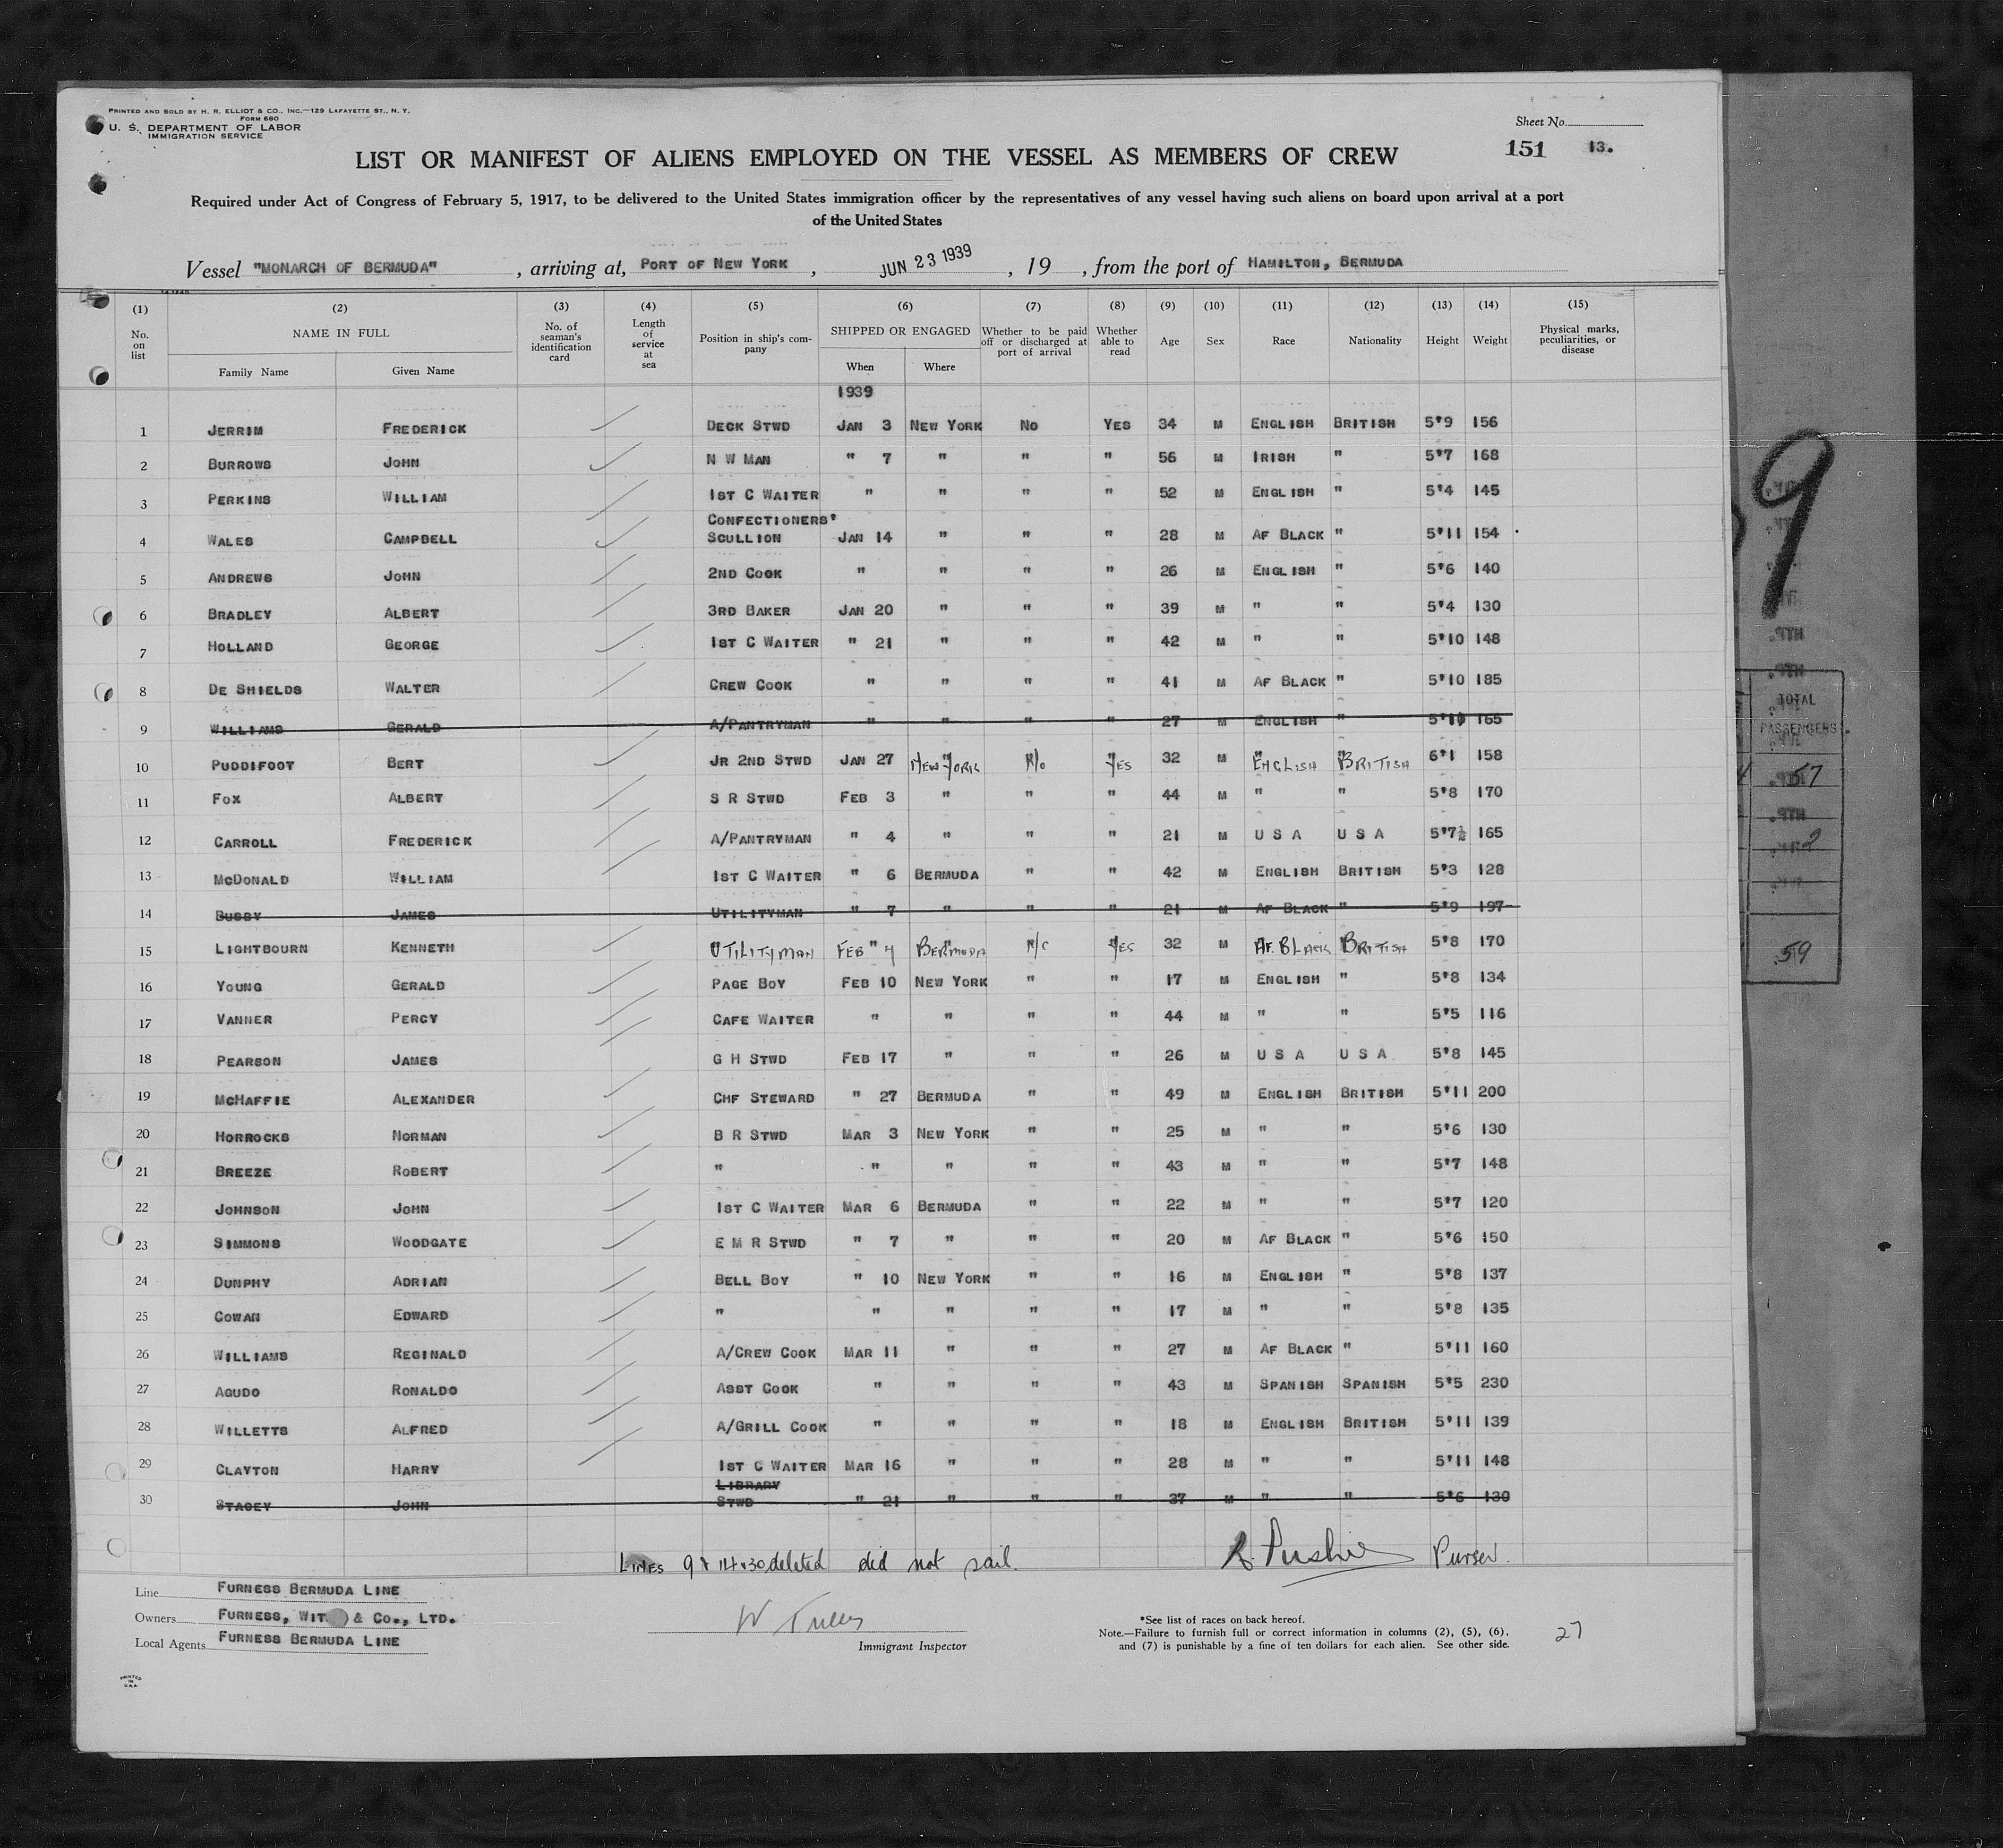 PRINTED AND SOLD BY H. R. ELLIOT & CO., INC.—129 LAFAYETTE ST., N. Y.
FORM 680
U. S. DEPARTMENT OF LABOR
IMMIGRATION SERVICE
Sheet No.
151 13.
LIST OR MANIFEST OF ALIENS EMPLOYED ON THE VESSEL AS MEMBERS OF CREW
Required under Act of Congress of February 5, 1917, to be delivered to the United States immigration officer by the representatives of any vessel having such aliens on board upon arrival at a port
of the United States
Vessel "MONARCH OF BERMUDA", arriving at, PORT OF NEW YORK, JUN 23 1939, 19 , from the port of HAMILTON, BERMUDA
(1) (2) (3) (4) (5) (6) (7) (8) (9) (10) (11) (12) (13) (14) (15)
No. on list NAME IN FULL No. of seaman's identification card Length of service at sea Position in ship's company SHIPPED OR ENGAGED Whether to be paid off or discharged at port of arrival Whether able to read Age Sex Race Nationality Height Weight Physical marks, peculiarities, or disease
Family Name Given Name When Where
1939
1 JERRIM FREDERICK DECK STWD JAN 3 NEW YORK NO YES 34 M ENGLISH BRITISH 5'9 156
2 BURROWS JOHN N W MAN " 7 " " " 56 M IRISH " 5'7 168
3 PERKINS WILLIAM 1ST C WAITER " " " " 52 M ENGLISH " 5'4 145
4 WALES CAMPBELL CONFECTIONERS' SCULLION JAN 14 " " " 28 M AF BLACK " 5'11 154
5 ANDREWS JOHN 2ND COOK " " " " 26 M ENGLISH " 5'6 140
6 BRADLEY ALBERT 3RD BAKER JAN 20 " " " 39 M " " 5'4 130
7 HOLLAND GEORGE 1ST C WAITER " 21 " " " 42 M " " 5'10 148
8 DE SHIELDS WALTER CREW COOK " " " " 41 M AF BLACK " 5'10 185
9 WILLIAMS GERALD A/PANTRYMAN " " " " 27 M ENGLISH " 5'10 165
10 PUDDIFOOT BERT JR 2ND STWD JAN 27 NEW YORK No YES 32 M ENGLISH BRITISH 6'1 158
11 FOX ALBERT S R STWD FEB 3 " " " 44 M " " 5'8 170
12 CARROLL FREDERICK A/PANTRYMAN " 4 " " " 21 M U S A U S A 5'7½ 165
13 MCDONALD WILLIAM 1ST C WAITER " 6 BERMUDA " " 42 M ENGLISH BRITISH 5'3 128
14 BUSBY JAMES UTILITYMAN " 7 " " " 21 M AF BLACK " 5'9 197
15 LIGHTBOURN KENNETH UTILITYMAN FEB " 7 BERMUDA No YES 32 M AF. BLACK BRITISH 5'8 170
16 YOUNG GERALD PAGE BOY FEB 10 NEW YORK " " 17 M ENGLISH " 5'8 134
17 VANNER PERCY CAFE WAITER " " " " 44 M " " 5'5 116
18 PEARSON JAMES G H STWD FEB 17 " " " 26 M U S A U S A 5'8 145
19 MCHAFFIE ALEXANDER CHF STEWARD " 27 BERMUDA " " 49 M ENGLISH BRITISH 5'11 200
20 HORROCKS NORMAN B R STWD MAR 3 NEW YORK " " 25 M " " 5'6 130
21 BREEZE ROBERT " " " " " 43 M " " 5'7 148
22 JOHNSON JOHN 1ST C WAITER MAR 6 BERMUDA " " 22 M " " 5'7 120
23 SIMMONS WOODGATE E M R STWD " 7 " " " 20 M AF BLACK " 5'6 150
24 DUNPHY ADRIAN BELL BOY " 10 NEW YORK " " 16 M ENGLISH " 5'8 137
25 COWAN EDWARD " " " " " 17 M " " 5'8 135
26 WILLIAMS REGINALD A/CREW COOK MAR 11 " " " 27 M AF BLACK " 5'11 160
27 AGUDO RONALDO ASST COOK " " " " 43 M SPANISH SPANISH 5'5 230
28 WILLETTS ALFRED A/GRILL COOK " " " " 18 M ENGLISH BRITISH 5'11 139
29 CLAYTON HARRY 1ST C WAITER MAR 16 " " " 28 M " " 5'11 148
30 STACEY JOHN LIBRARY STWD " 21 " " " 37 M " " 5'6 130
LINES 9 & 14 & 30 deleted did not sail. Purser.
Line FURNESS BERMUDA LINE
Owners FURNESS, WIT & CO., LTD.
Local Agents FURNESS BERMUDA LINE
Immigrant Inspector
*See list of races on back hereof.
Note.—Failure to furnish full or correct information in columns (2), (5), (6),
and (7) is punishable by a fine of ten dollars for each alien. See other side.
27
PRINTED IN U.S.A.
9
TOTAL
PASSENGERS
57
2
59